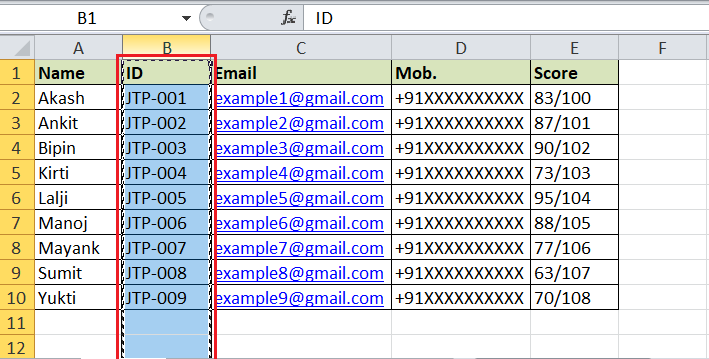 B1 fx ID
A B C D E F
1 Name ID Email Mob. Score
2 Akash JTP-001 example1@gmail.com +91XXXXXXXXXX 83/100
3 Ankit JTP-002 example2@gmail.com +91XXXXXXXXXX 87/101
4 Bipin JTP-003 example3@gmail.com +91XXXXXXXXXX 90/102
5 Kirti JTP-004 example4@gmail.com +91XXXXXXXXXX 73/103
6 Lalji JTP-005 example5@gmail.com +91XXXXXXXXXX 95/104
7 Manoj JTP-006 example6@gmail.com +91XXXXXXXXXX 88/105
8 Mayank JTP-007 example7@gmail.com +91XXXXXXXXXX 77/106
9 Sumit JTP-008 example8@gmail.com +91XXXXXXXXXX 63/107
10 Yukti JTP-009 example9@gmail.com +91XXXXXXXXXX 70/108
11
12